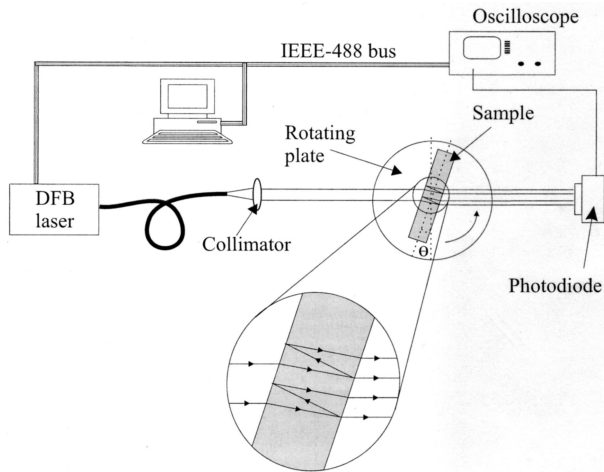 Oscilloscope
IEEE-488 bus
Sample
Rotating
plate
DFB
laser
Collimator
Θ
Photodiode